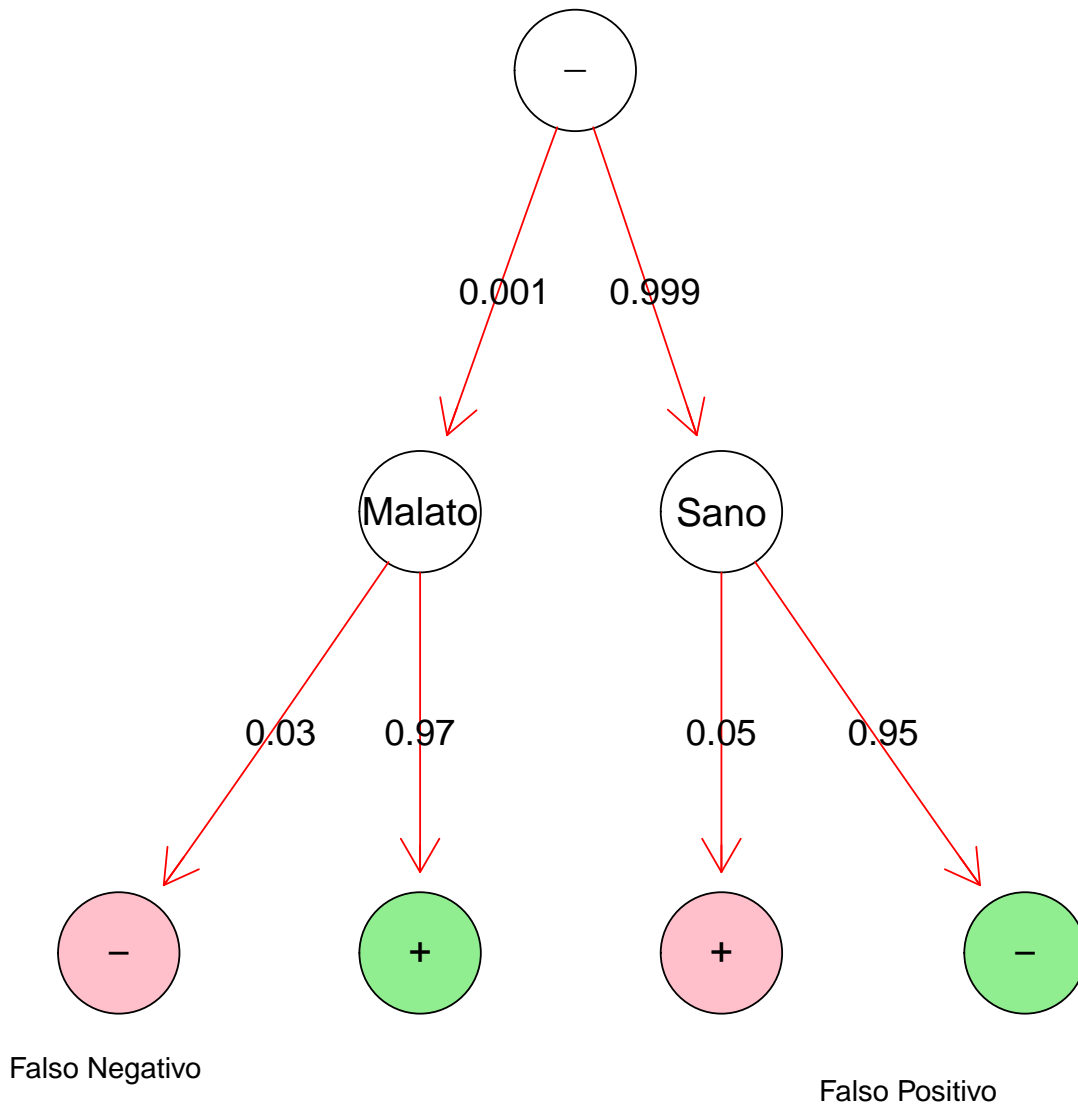 −
0.001
0.999
Malato
Sano
0.03
0.97
0.05
0.95
−
+
+
−
Falso Negativo
Falso Positivo